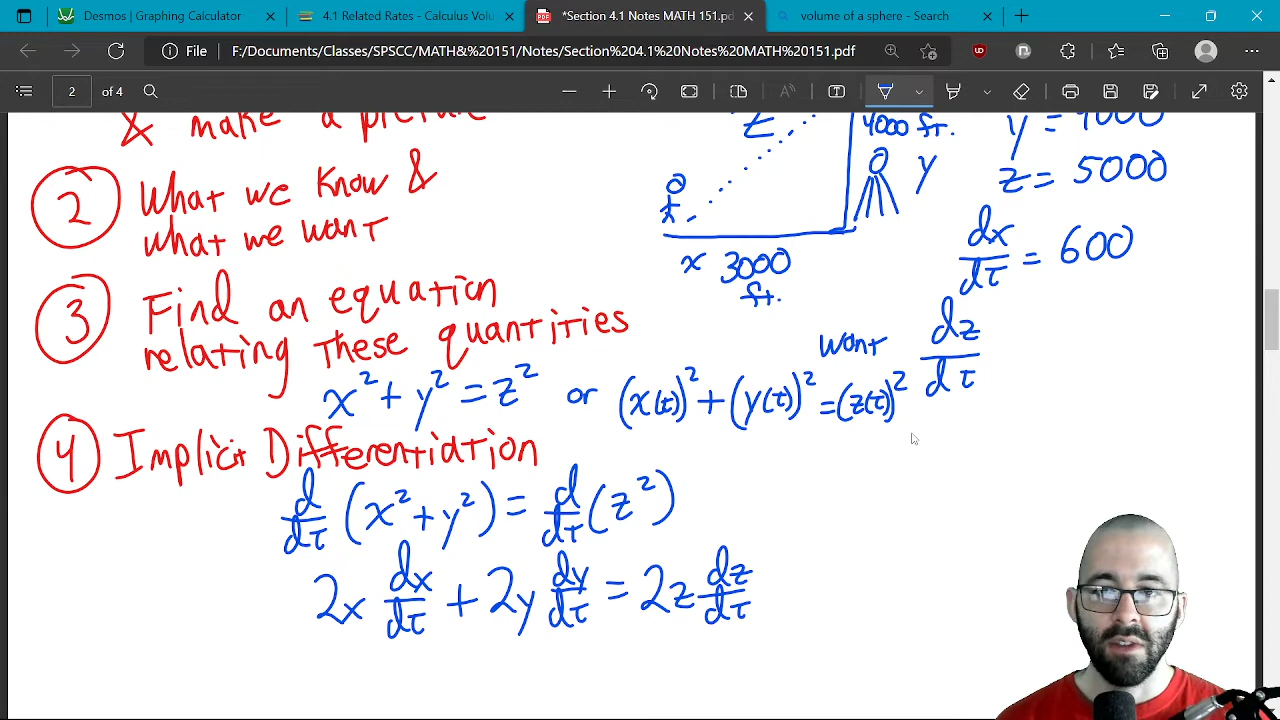 Desmos | Graphing Calculator
4.1 Related Rates - Calculus Volu
*Section 4.1 Notes MATH 151.pd
volume of a sphere - Search
File
F:/Documents/Classes/SPSCC/MATH&%20151/Notes/Section%204.1%20Notes%20MATH%20151.pdf
2 of 4
& make a picture
z
4000 ft.
y
y = 4000
z = 5000
2 What we know &
what we want
x 3000
ft.
dx/dt = 600
3 Find an equation
relating these quantities
want dz/dt
x² + y² = z² or (x(t))² + (y(t))² = (z(t))²
4 Implicit Differentiation
d/dt (x² + y²) = d/dt (z²)
2x dx/dt + 2y dy/dt = 2z dz/dt